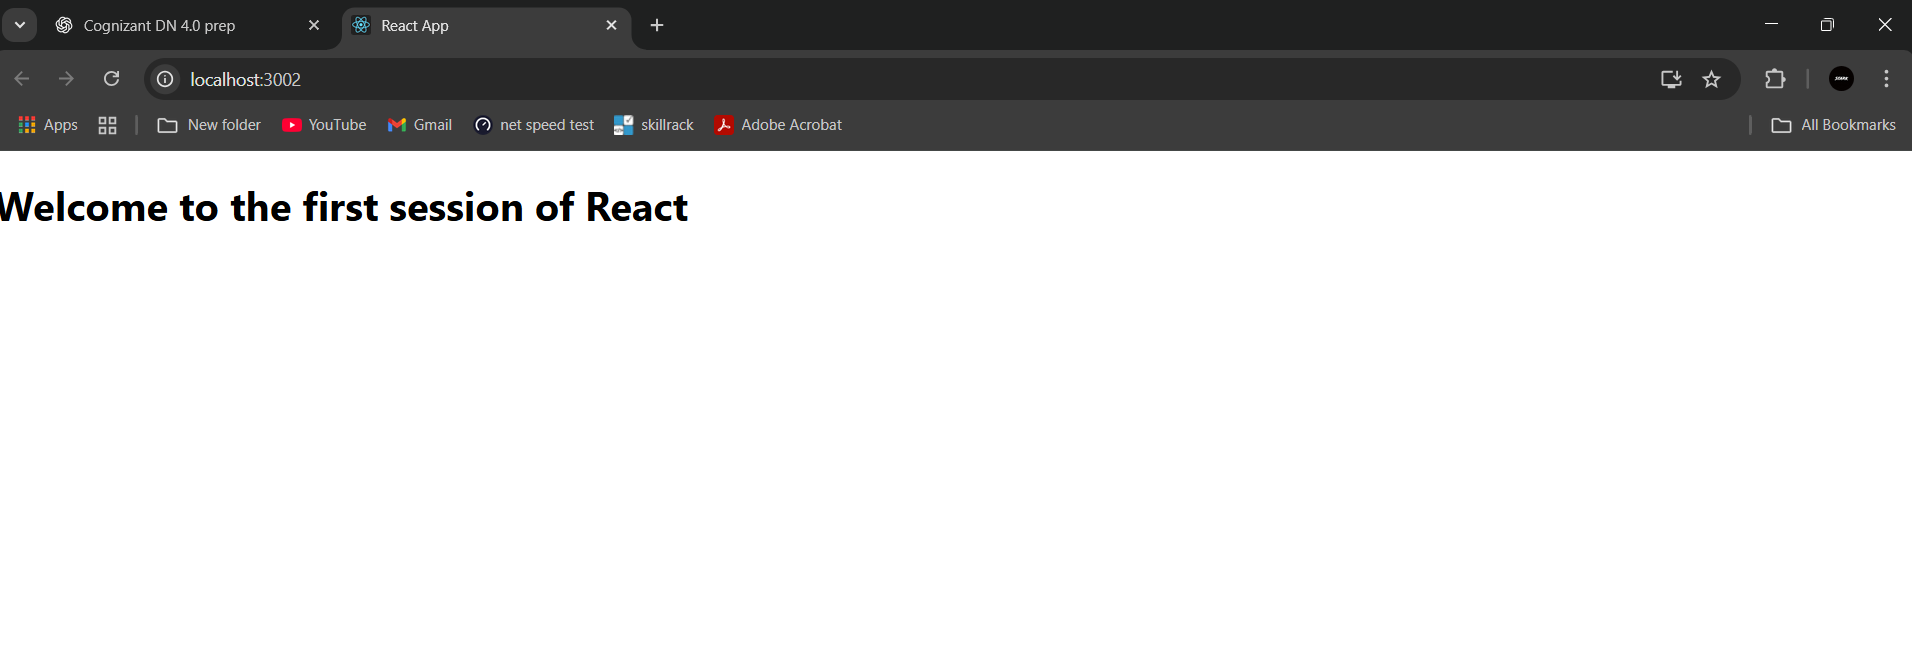 Cognizant DN 4.0 prep
React App
localhost:3002
Apps
New folder
YouTube
Gmail
net speed test
skillrack
Adobe Acrobat
All Bookmarks
Welcome to the first session of React